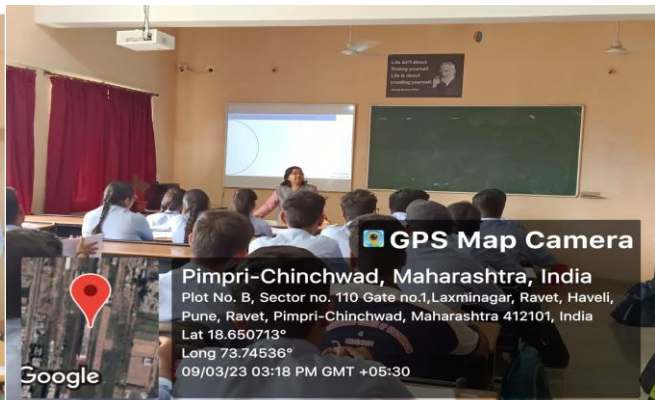 Life isn't about
finding yourself
Life is about
creating yourself
GPS Map Camera
Pimpri-Chinchwad, Maharashtra, India
Plot No. B, Sector no. 110 Gate no.1,Laxminagar, Ravet, Haveli,
Pune, Ravet, Pimpri-Chinchwad, Maharashtra 412101, India
Lat 18.650713°
Long 73.74536°
09/03/23 03:18 PM GMT +05:30
Google